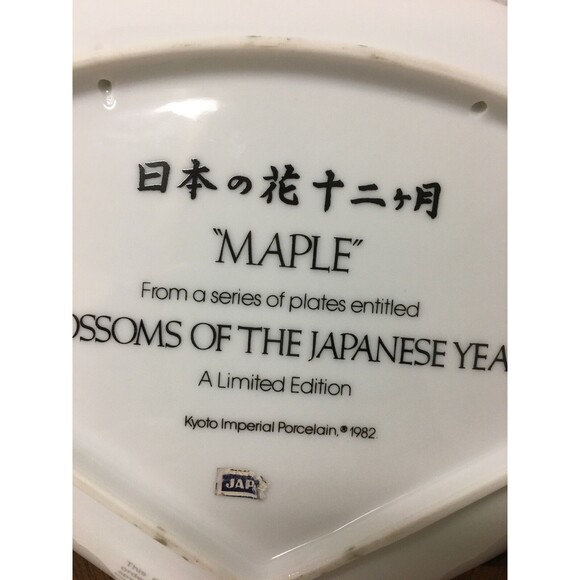 日本の花十二ヶ月
"MAPLE"
From a series of plates entitled
OSSOMS OF THE JAPANESE YEA
A Limited Edition
Kyoto Imperial Porcelain, ® 1982.
JAP